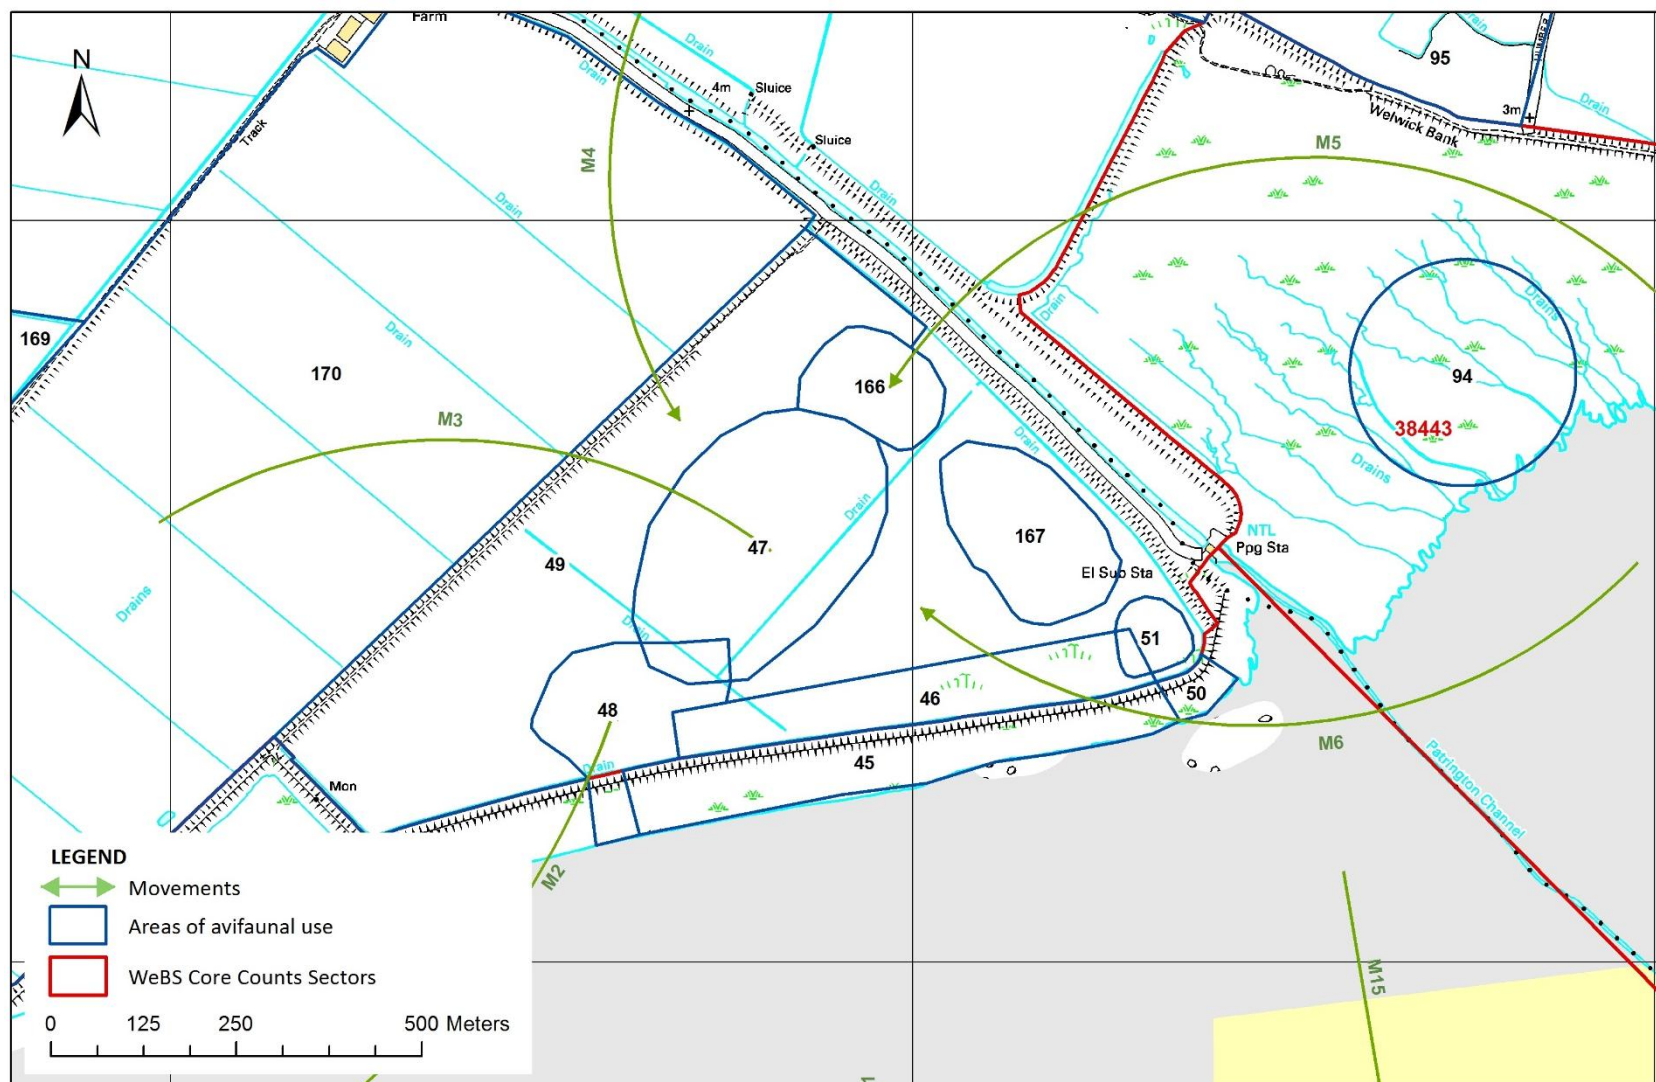 Farm
N
Drain
Drain
Drain
95
4m
Sluice
3m
Drain
Track
Sluice
Welwick Bank
M4
M5
Drain
Drain
Drain
Drains
169
Drain
170
166
94
M3
38443
Drain
Drain
Drains
NTL
Ppg Sta
167
47
49
El Sub Sta
Drains
Drain
51
50
46
48
M6
45
Drain
Mon
Patrington Channel
M2
M15
LEGEND
Movements
Areas of avifaunal use
WeBS Core Counts Sectors
0 125 250 500 Meters